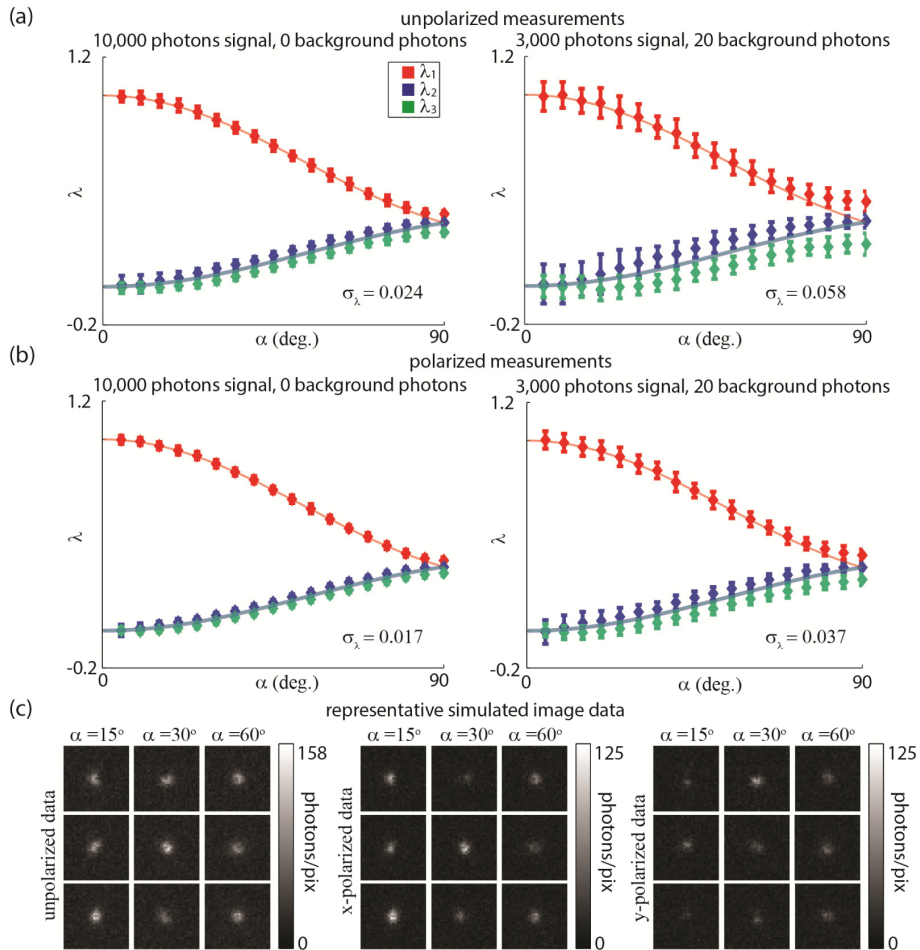 (a)
unpolarized measurements
10,000 photons signal, 0 background photons
3,000 photons signal, 20 background photons
1.2
λ₁
λ₂
λ₃
λ
σλ = 0.024
-0.2
0
α (deg.)
90
1.2
λ
σλ = 0.058
-0.2
0
α (deg.)
90
(b)
polarized measurements
10,000 photons signal, 0 background photons
3,000 photons signal, 20 background photons
1.2
λ
σλ = 0.017
-0.2
0
α (deg.)
90
1.2
λ
σλ = 0.037
-0.2
0
α (deg.)
90
(c)
representative simulated image data
α =15° α =30° α =60°
unpolarized data
158
photons/pix
0
α =15° α =30° α =60°
x-polarized data
125
photons/pix
0
α =15° α =30° α =60°
y-polarized data
125
photons/pix
0